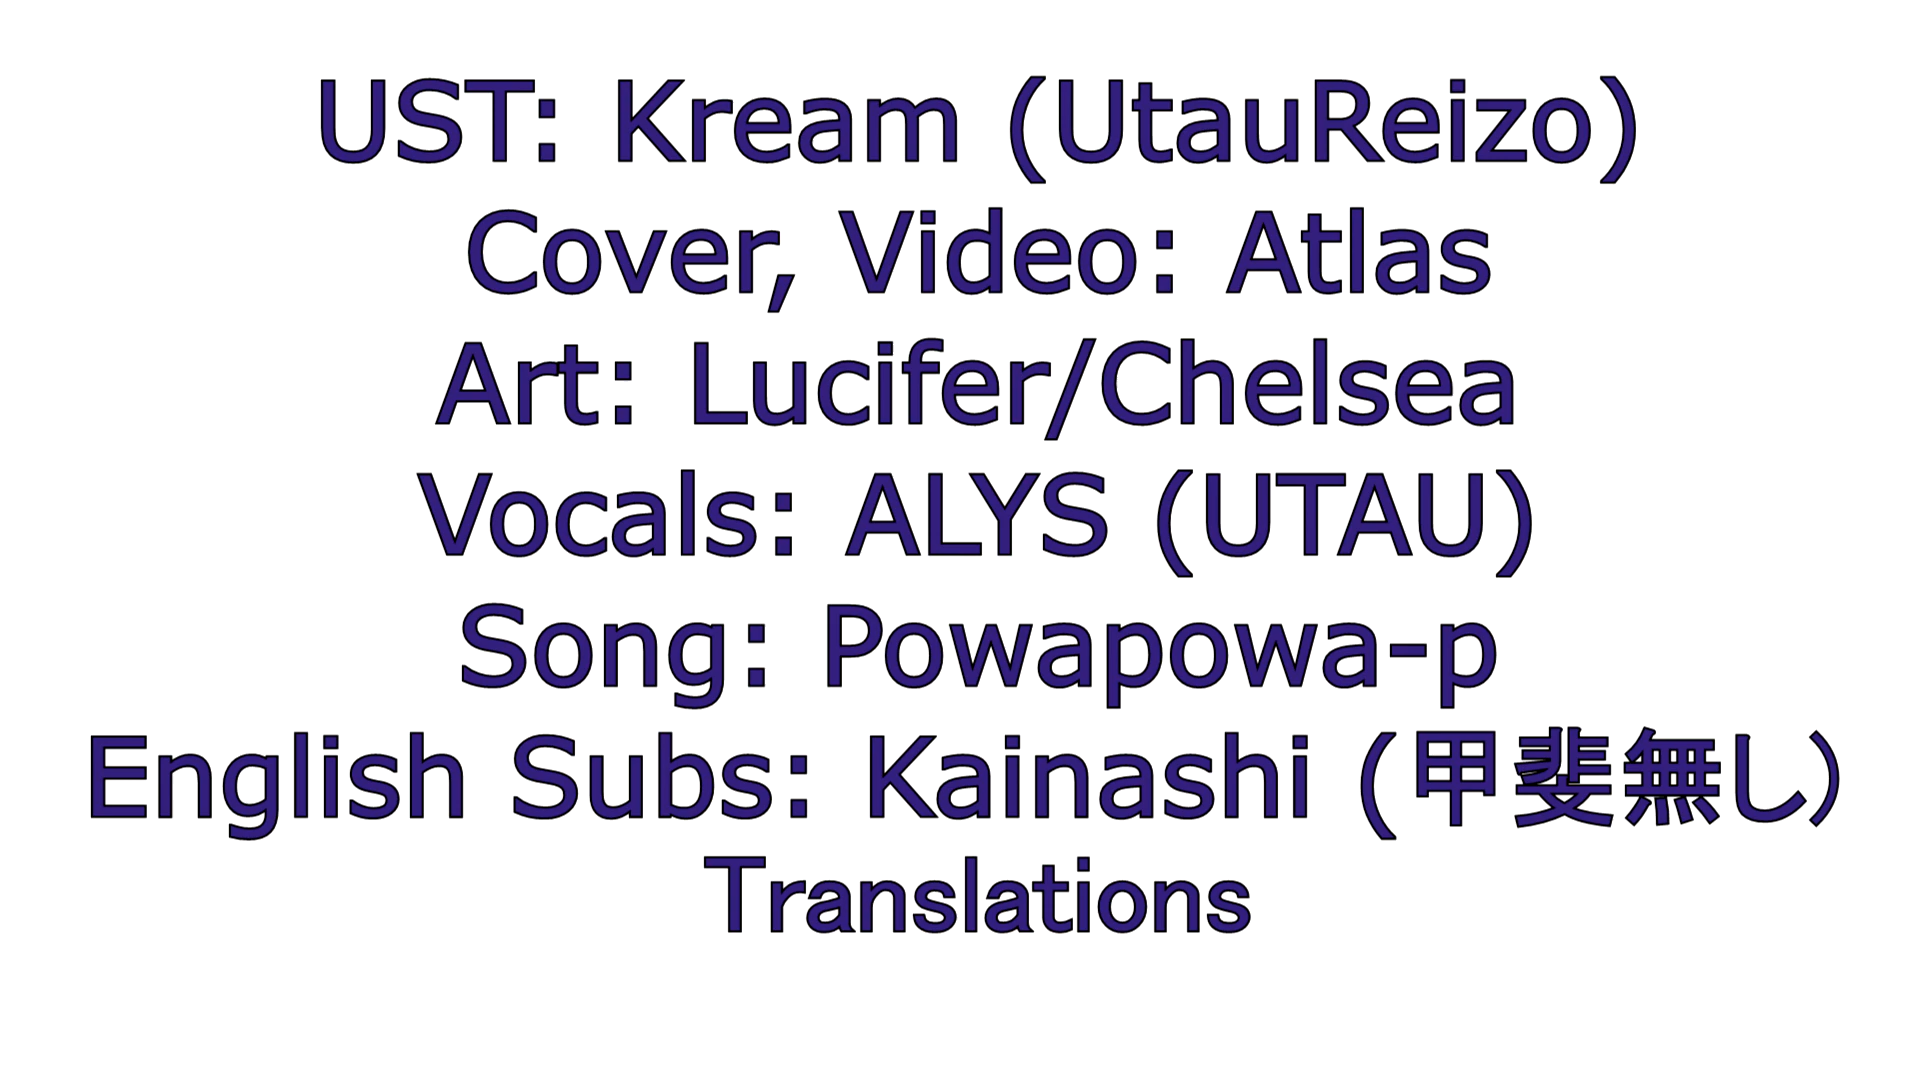 UST: Kream (UtauReizo)
Cover, Video: Atlas
Art: Lucifer/Chelsea
Vocals: ALYS (UTAU)
Song: Powapowa-p
English Subs: Kainashi (甲斐無し)
Translations